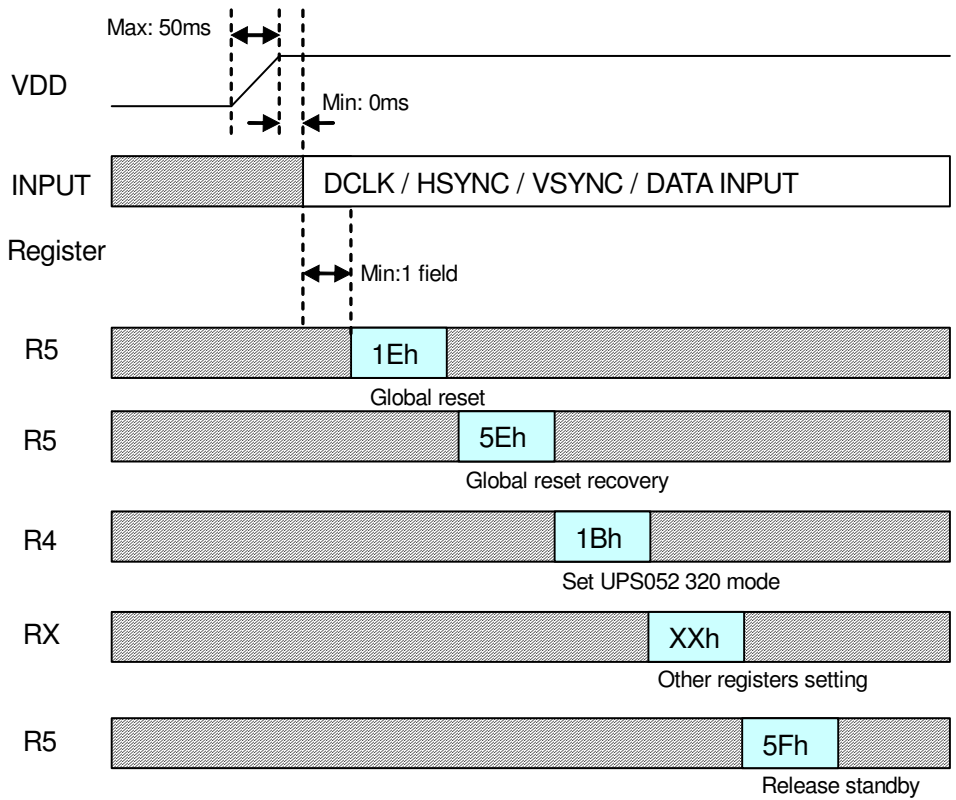 Max: 50ms
VDD
Min: 0ms
INPUT DCLK / HSYNC / VSYNC / DATA INPUT
Register
Min:1 field
R5 1Eh
Global reset
R5 5Eh
Global reset recovery
R4 1Bh
Set UPS052 320 mode
RX XXh
Other registers setting
R5 5Fh
Release standby